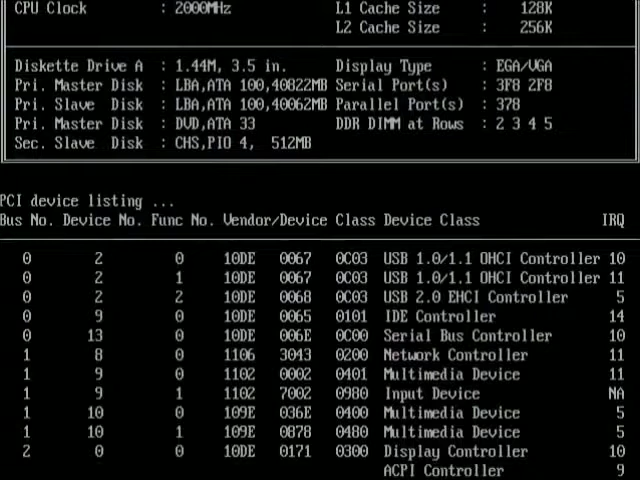 CPU Clock : 2000MHz L1 Cache Size : 128K
L2 Cache Size : 256K
Diskette Drive A : 1.44M, 3.5 in. Display Type : EGA/VGA
Pri. Master Disk : LBA,ATA 100,40822MB Serial Port(s) : 3F8 2F8
Pri. Slave Disk : LBA,ATA 100,40062MB Parallel Port(s) : 378
Pri. Master Disk : DVD,ATA 33 DDR DIMM at Rows : 2 3 4 5
Sec. Slave Disk : CHS,PIO 4, 512MB
PCI device listing ...
Bus No. Device No. Func No. Vendor/Device Class Device Class IRQ
0 2 0 10DE 0067 0C03 USB 1.0/1.1 OHCI Controller 10
0 2 1 10DE 0067 0C03 USB 1.0/1.1 OHCI Controller 11
0 2 2 10DE 0068 0C03 USB 2.0 EHCI Controller 5
0 9 0 10DE 0065 0101 IDE Controller 14
0 13 0 10DE 006E 0C00 Serial Bus Controller 10
1 8 0 1106 3043 0200 Network Controller 11
1 9 0 1102 0002 0401 Multimedia Device 11
1 9 1 1102 7002 0980 Input Device NA
1 10 0 109E 036E 0400 Multimedia Device 5
1 10 1 109E 0878 0480 Multimedia Device 5
2 0 0 10DE 0171 0300 Display Controller 10
ACPI Controller 9